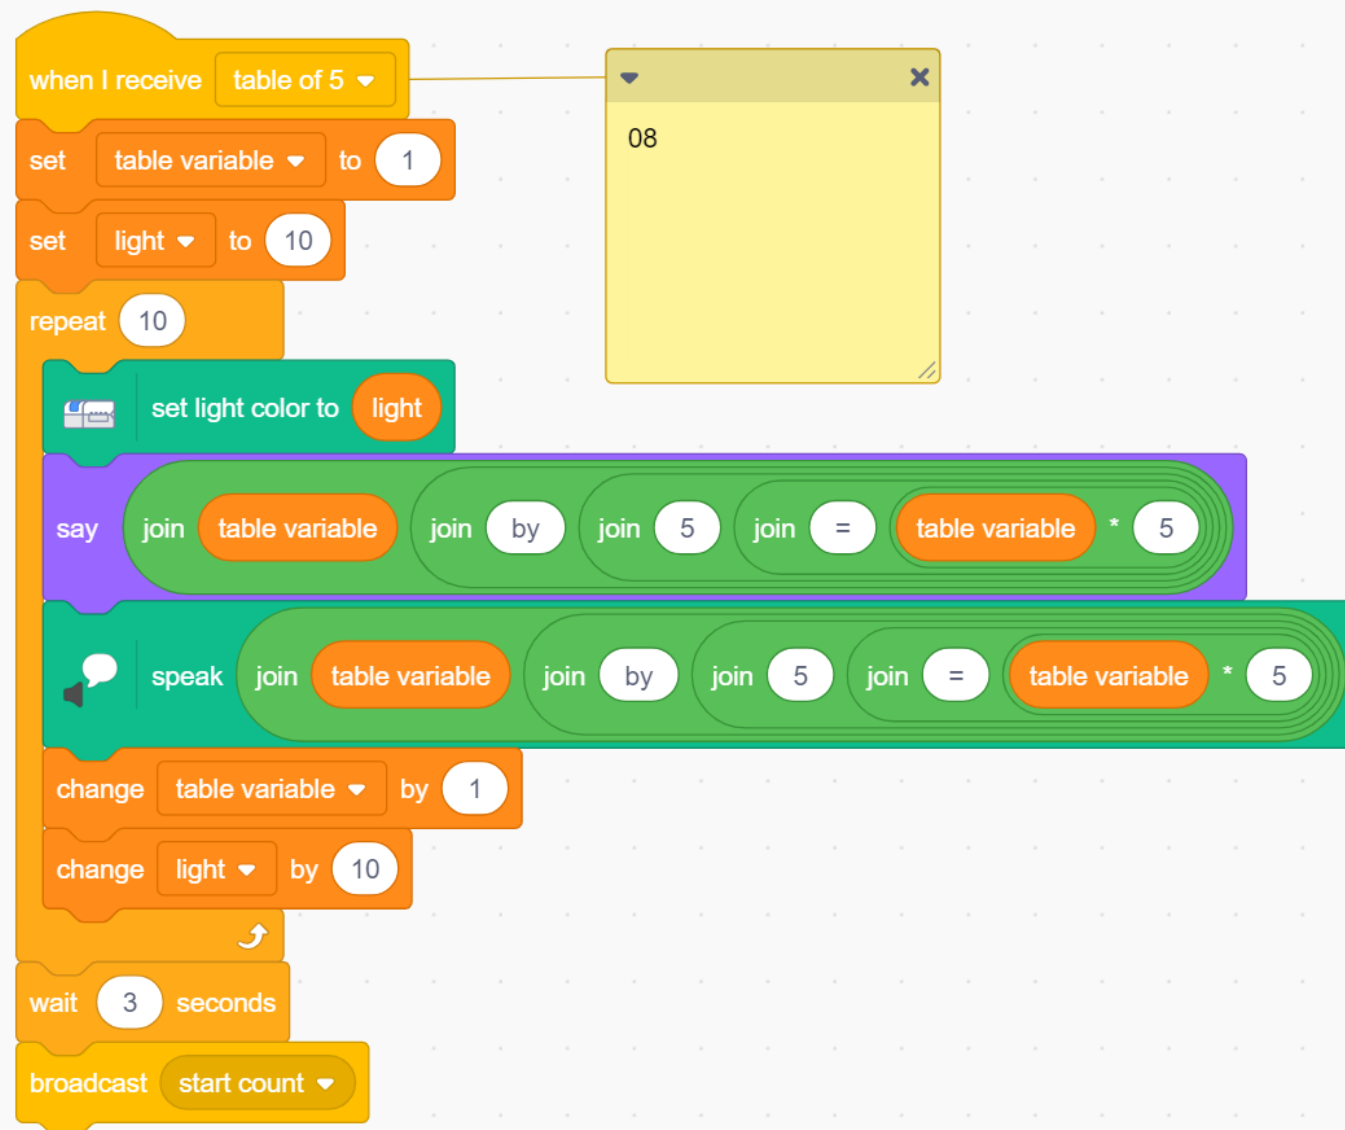 when I receive table of 5
08
set table variable to 1
set light to 10
repeat 10
set light color to light
say join table variable join by join 5 join = table variable * 5
speak join table variable join by join 5 join = table variable * 5
change table variable by 1
change light by 10
wait 3 seconds
broadcast start count